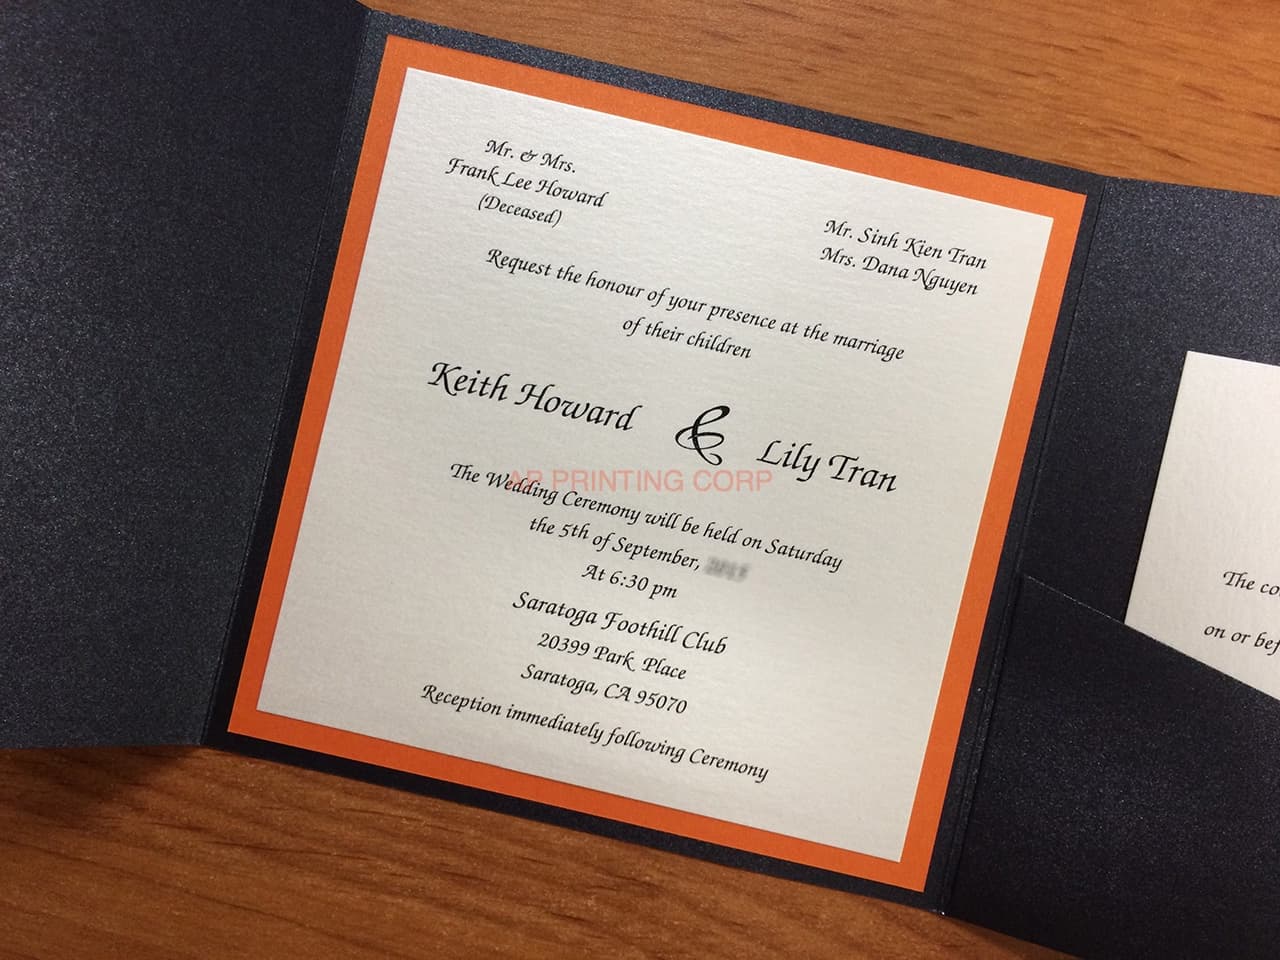 Mr. & Mrs.
Frank Lee Howard
(Deceased)
Mr. Sinh Kien Tran
Mrs. Dana Nguyen
Request the honour of your presence at the marriage
of their children
Keith Howard & Lily Tran
AP PRINTING CORP
The Wedding Ceremony will be held on Saturday
the 5th of September,
At 6:30 pm
Saratoga Foothill Club
20399 Park Place
Saratoga, CA 95070
Reception immediately following Ceremony
The
on or